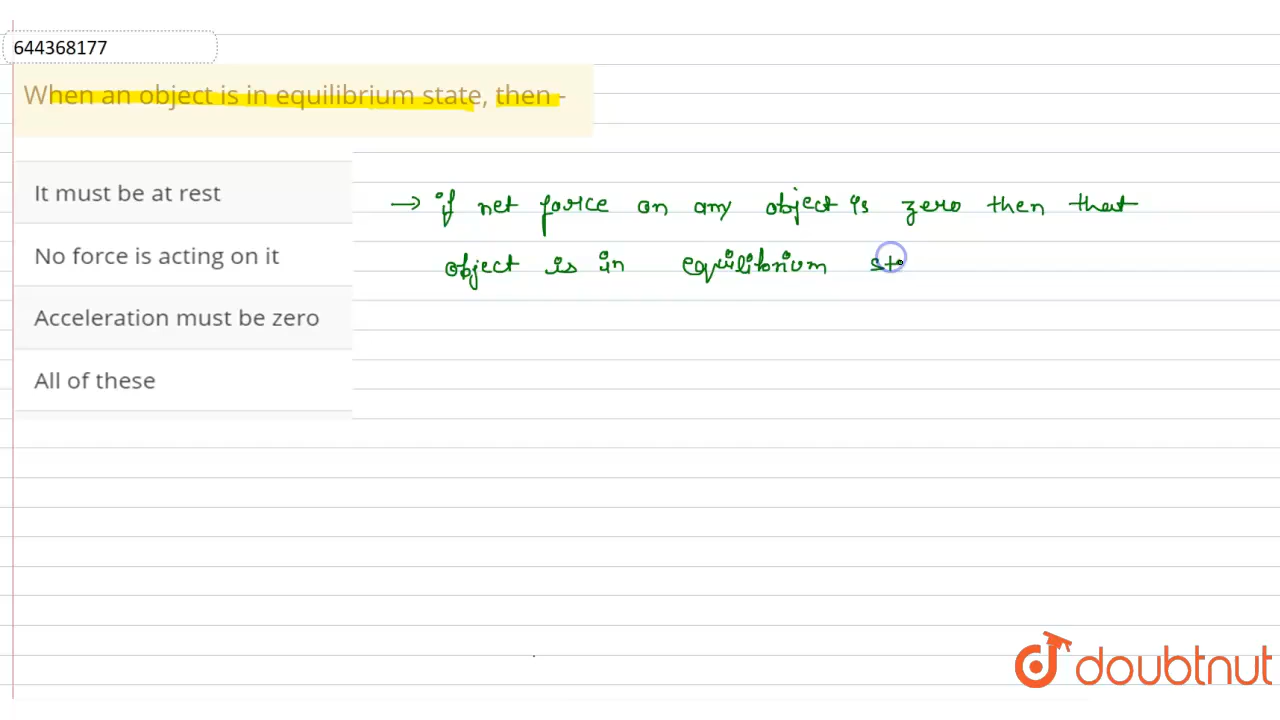 644368177
When an object is in equilibrium state, then -
It must be at rest
No force is acting on it
Acceleration must be zero
All of these
→ if net force on any object is zero then that
object is in equilibrium sta
doubtnut